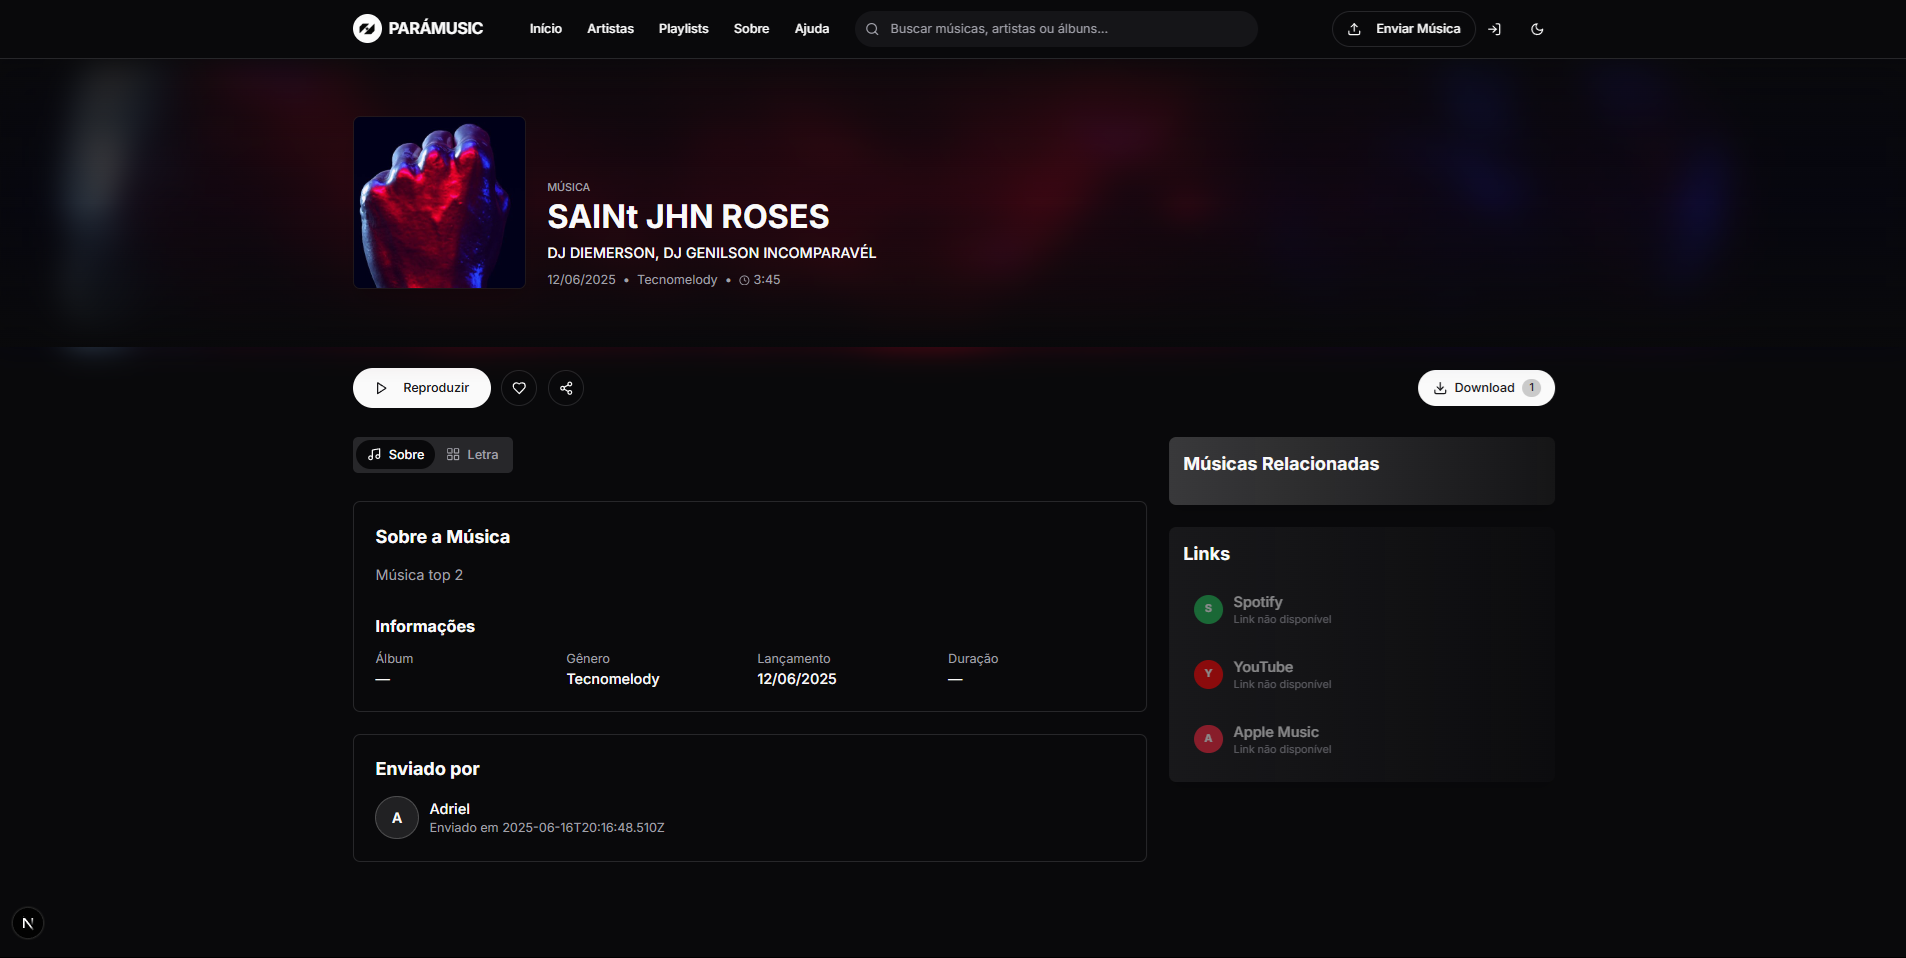 PARÁMUSIC
Início Artistas Playlists Sobre Ajuda
Buscar músicas, artistas ou álbuns...
Enviar Música
MÚSICA
SAINt JHN ROSES
DJ DIEMERSON, DJ GENILSON INCOMPARAVÉL
12/06/2025 • Tecnomelody • 3:45
Reproduzir
Download 1
Sobre Letra
Sobre a Música
Música top 2
Informações
Álbum Gênero Lançamento Duração
— Tecnomelody 12/06/2025 —
Enviado por
A
Adriel
Enviado em 2025-06-16T20:16:48.510Z
Músicas Relacionadas
Links
S
Spotify
Link não disponível
Y
YouTube
Link não disponível
A
Apple Music
Link não disponível
N